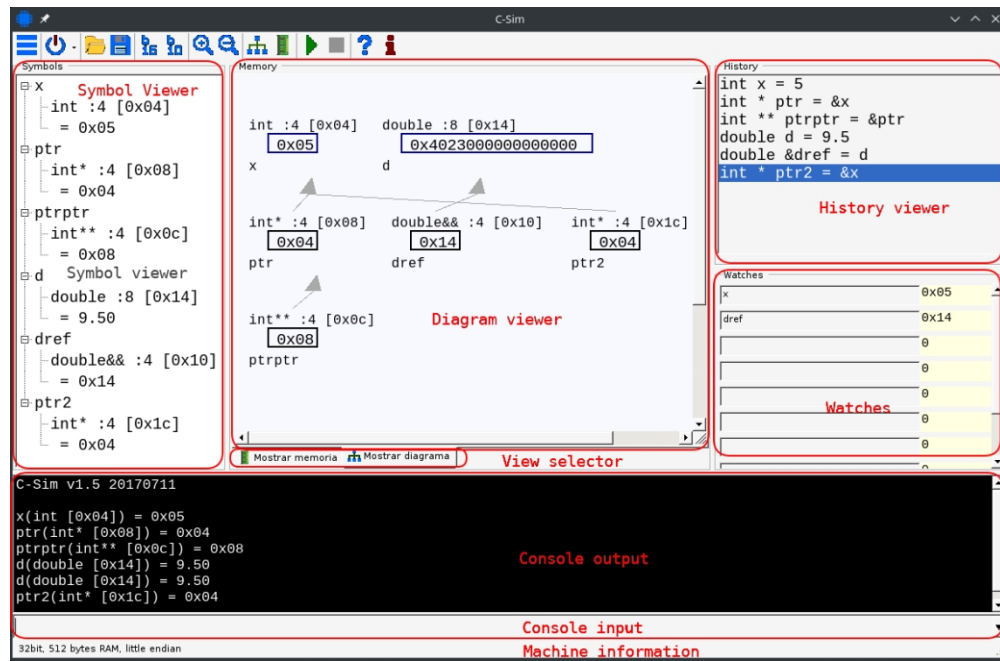 C-Sim
Symbols
x
Symbol Viewer
int :4 [0x04]
= 0x05
ptr
int* :4 [0x08]
= 0x04
ptrptr
int** :4 [0x0c]
= 0x08
d
Symbol viewer
double :8 [0x14]
= 9.50
dref
double&& :4 [0x10]
= 0x14
ptr2
int* :4 [0x1c]
= 0x04
Memory
int :4 [0x04] double :8 [0x14]
0x05 0x4023000000000000
x d
int* :4 [0x08] double&& :4 [0x10] int* :4 [0x1c]
0x04 0x14 0x04
ptr dref ptr2
int** :4 [0x0c]
Diagram viewer
0x08
ptrptr
Mostrar memoria Mostrar diagrama
View selector
History
int x = 5
int * ptr = &x
int ** ptrptr = &ptr
double d = 9.5
double &dref = d
int * ptr2 = &x
History viewer
Watches
x 0x05
dref 0x14
0
0
0
Watches
0
0
C-Sim v1.5 20170711
x(int [0x04]) = 0x05
ptr(int* [0x08]) = 0x04
ptrptr(int** [0x0c]) = 0x08
d(double [0x14]) = 9.50
d(double [0x14]) = 9.50
ptr2(int* [0x1c]) = 0x04
Console output
Console input
32bit, 512 bytes RAM, little endian
Machine information